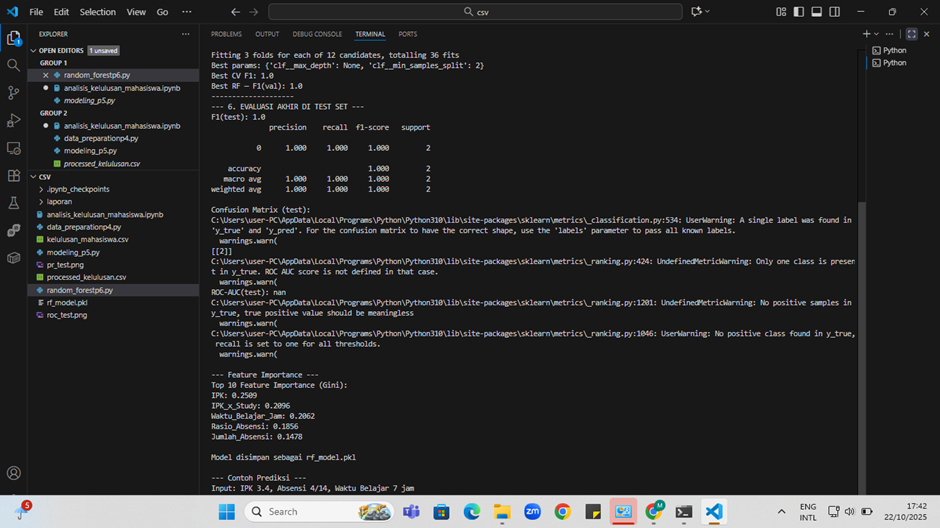 File Edit Selection View Go ···
csv
EXPLORER
OPEN EDITORS 1 unsaved
GROUP 1
random_forestp6.py
analisis_kelulusan_mahasiswa.ipynb
modeling_p5.py
GROUP 2
analisis_kelulusan_mahasiswa.ipynb
data_preparationp4.py
modeling_p5.py
processed_kelulusan.csv
CSV
.ipynb_checkpoints
laporan
analisis_kelulusan_mahasiswa.ipynb
data_preparationp4.py
kelulusan_mahasiswa.csv
modeling_p5.py
pr_test.png
processed_kelulusan.csv
random_forestp6.py
rf_model.pkl
roc_test.png
PROBLEMS OUTPUT DEBUG CONSOLE TERMINAL PORTS
Python
Python
Fitting 3 folds for each of 12 candidates, totalling 36 fits
Best params: {'clf__max_depth': None, 'clf__min_samples_split': 2}
Best CV F1: 1.0
Best RF — F1(val): 1.0
--------------------
--- 6. EVALUASI AKHIR DI TEST SET ---
F1(test): 1.0
precision recall f1-score support
0 1.000 1.000 1.000 2
accuracy 1.000 2
macro avg 1.000 1.000 1.000 2
weighted avg 1.000 1.000 1.000 2
Confusion Matrix (test):
C:\Users\user-PC\AppData\Local\Programs\Python\Python310\lib\site-packages\sklearn\metrics\_classification.py:534: UserWarning: A single label was found in
'y_true' and 'y_pred'. For the confusion matrix to have the correct shape, use the 'labels' parameter to pass all known labels.
warnings.warn(
[[2]]
C:\Users\user-PC\AppData\Local\Programs\Python\Python310\lib\site-packages\sklearn\metrics\_ranking.py:424: UndefinedMetricWarning: Only one class is presen
t in y_true. ROC AUC score is not defined in that case.
warnings.warn(
ROC-AUC(test): nan
C:\Users\user-PC\AppData\Local\Programs\Python\Python310\lib\site-packages\sklearn\metrics\_ranking.py:1201: UndefinedMetricWarning: No positive samples in
y_true, true positive value should be meaningless
warnings.warn(
C:\Users\user-PC\AppData\Local\Programs\Python\Python310\lib\site-packages\sklearn\metrics\_ranking.py:1046: UserWarning: No positive class found in y_true,
recall is set to one for all thresholds.
warnings.warn(
--- Feature Importance ---
Top 10 Feature Importance (Gini):
IPK: 0.2509
IPK_x_Study: 0.2096
Waktu_Belajar_Jam: 0.2062
Rasio_Absensi: 0.1856
Jumlah_Absensi: 0.1478
Model disimpan sebagai rf_model.pkl
--- Contoh Prediksi ---
Input: IPK 3.4, Absensi 4/14, Waktu Belajar 7 jam
5
Search
zm
ENG
INTL
17:42
22/10/2025